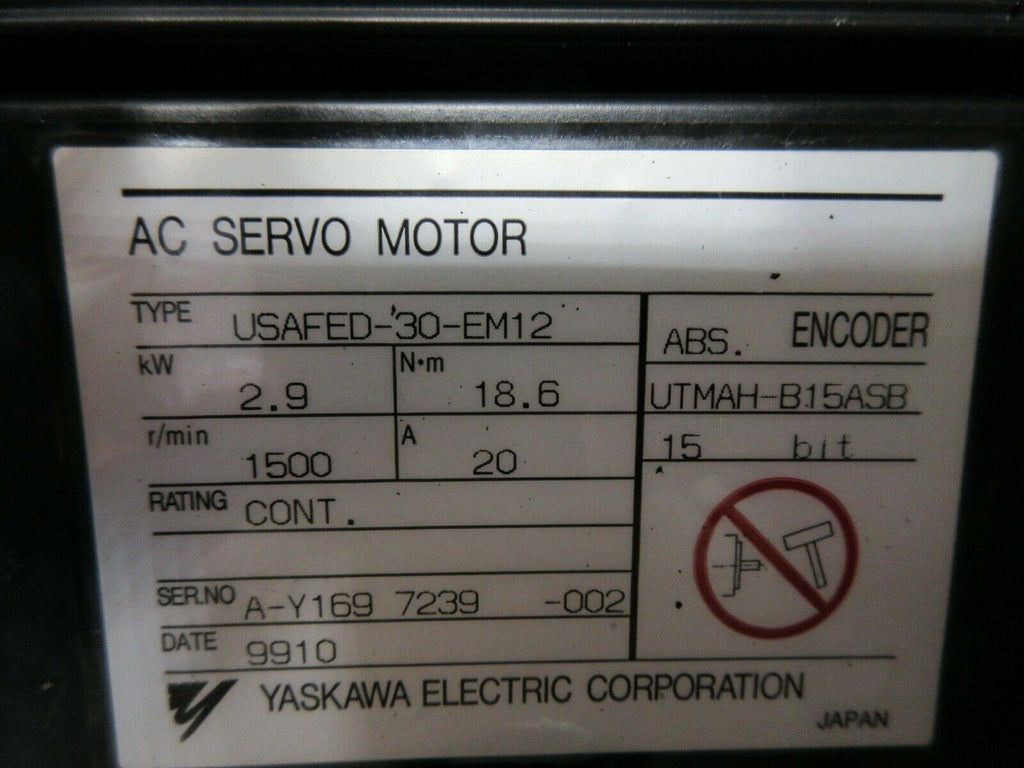 AC SERVO MOTOR
TYPE USAFED-30-EM12
ABS. ENCODER
kW 2.9 N·m 18.6
UTMAH-B15ASB
r/min 1500 A 20
15 bit
RATING CONT.
SER.NO A-Y169 7239 -002
DATE 9910
YASKAWA ELECTRIC CORPORATION
JAPAN